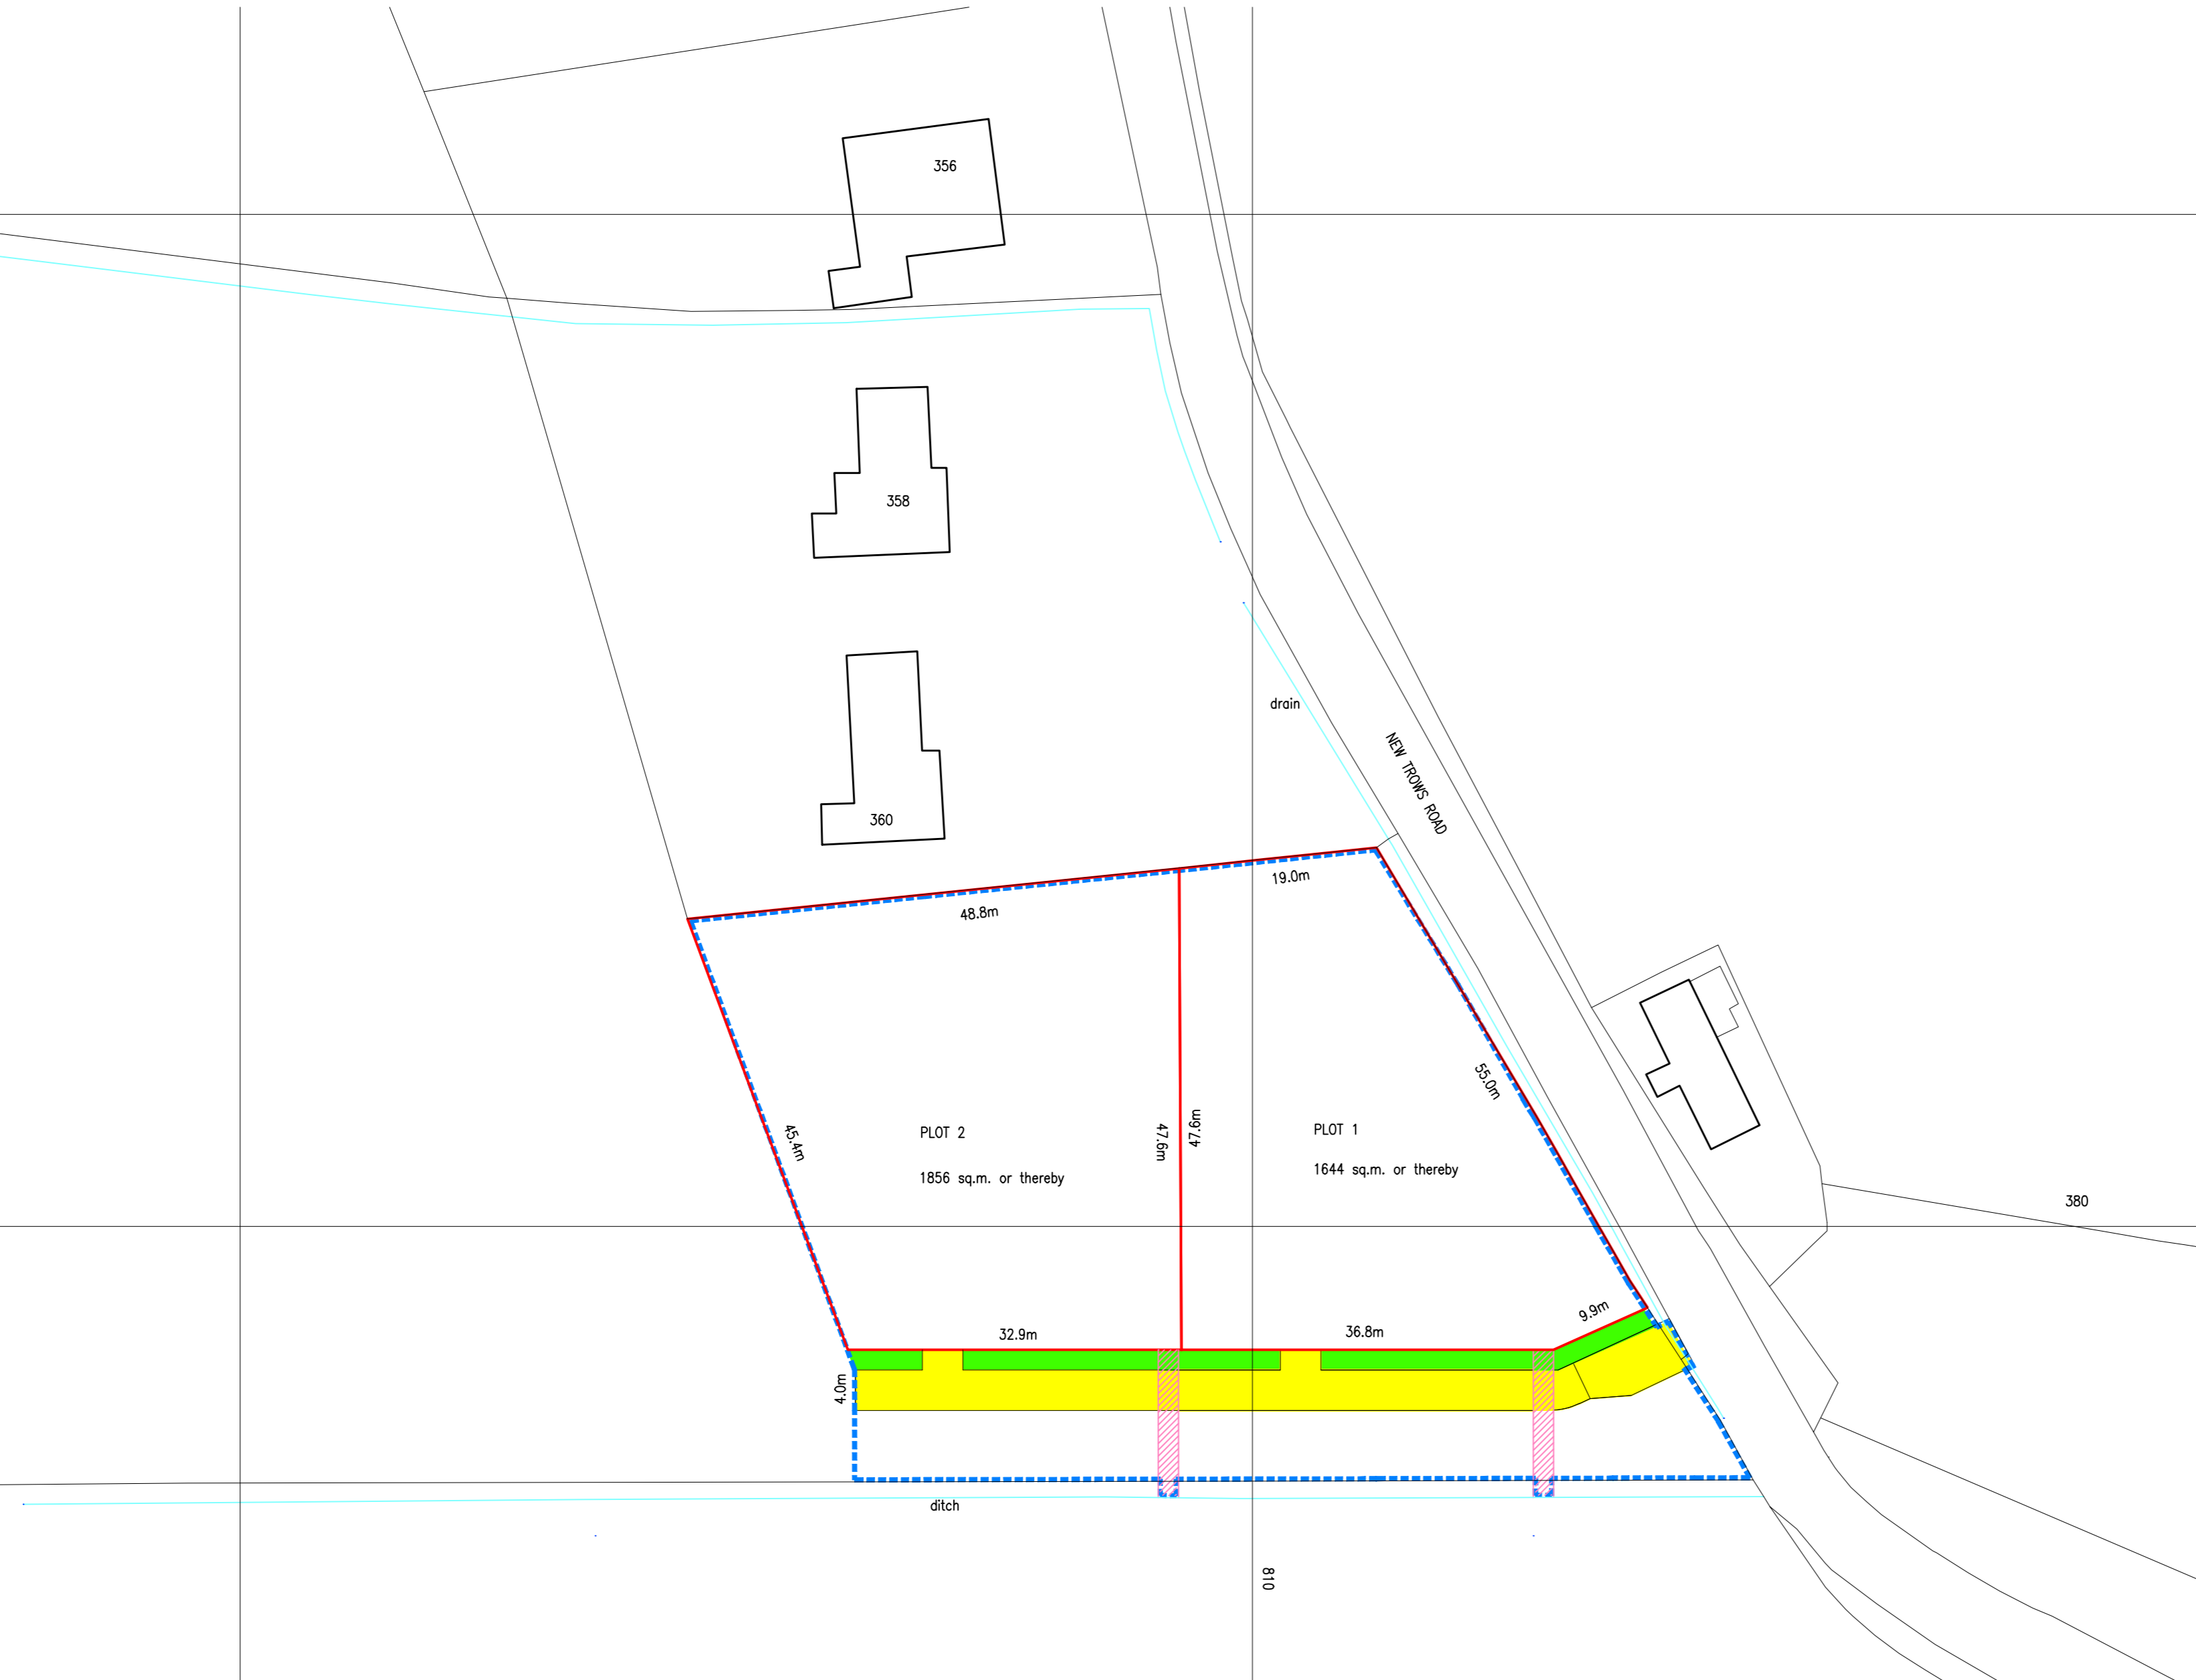 356
358
drain
NEW TROWS ROAD
360
19.0m
48.8m
55.0m
45.4m
PLOT 2
1856 sq.m. or thereby
47.6m
47.6m
PLOT 1
1644 sq.m. or thereby
380
9.9m
32.9m
36.8m
4.0m
ditch
810